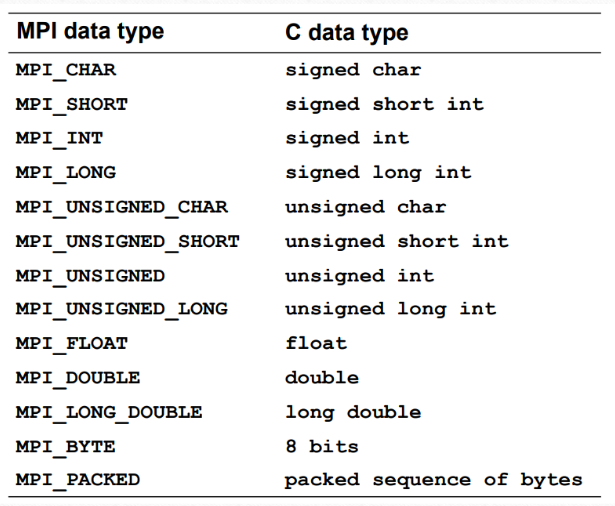 MPI data type C data type
MPI_CHAR signed char
MPI_SHORT signed short int
MPI_INT signed int
MPI_LONG signed long int
MPI_UNSIGNED_CHAR unsigned char
MPI_UNSIGNED_SHORT unsigned short int
MPI_UNSIGNED unsigned int
MPI_UNSIGNED_LONG unsigned long int
MPI_FLOAT float
MPI_DOUBLE double
MPI_LONG_DOUBLE long double
MPI_BYTE 8 bits
MPI_PACKED packed sequence of bytes